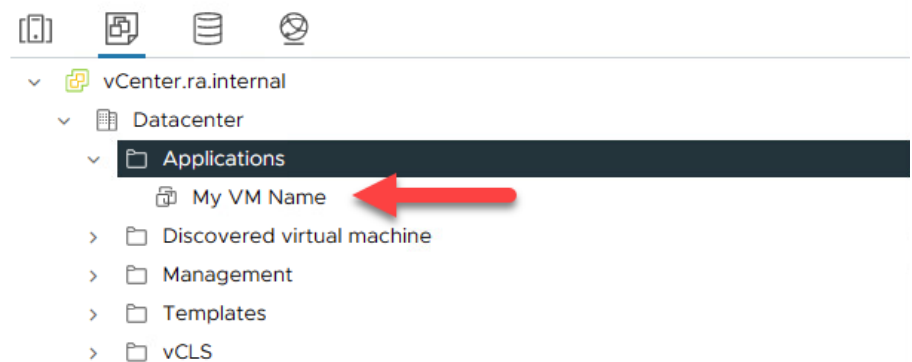 vCenter.ra.internal
Datacenter
Applications
My VM Name
Discovered virtual machine
Management
Templates
vCLS